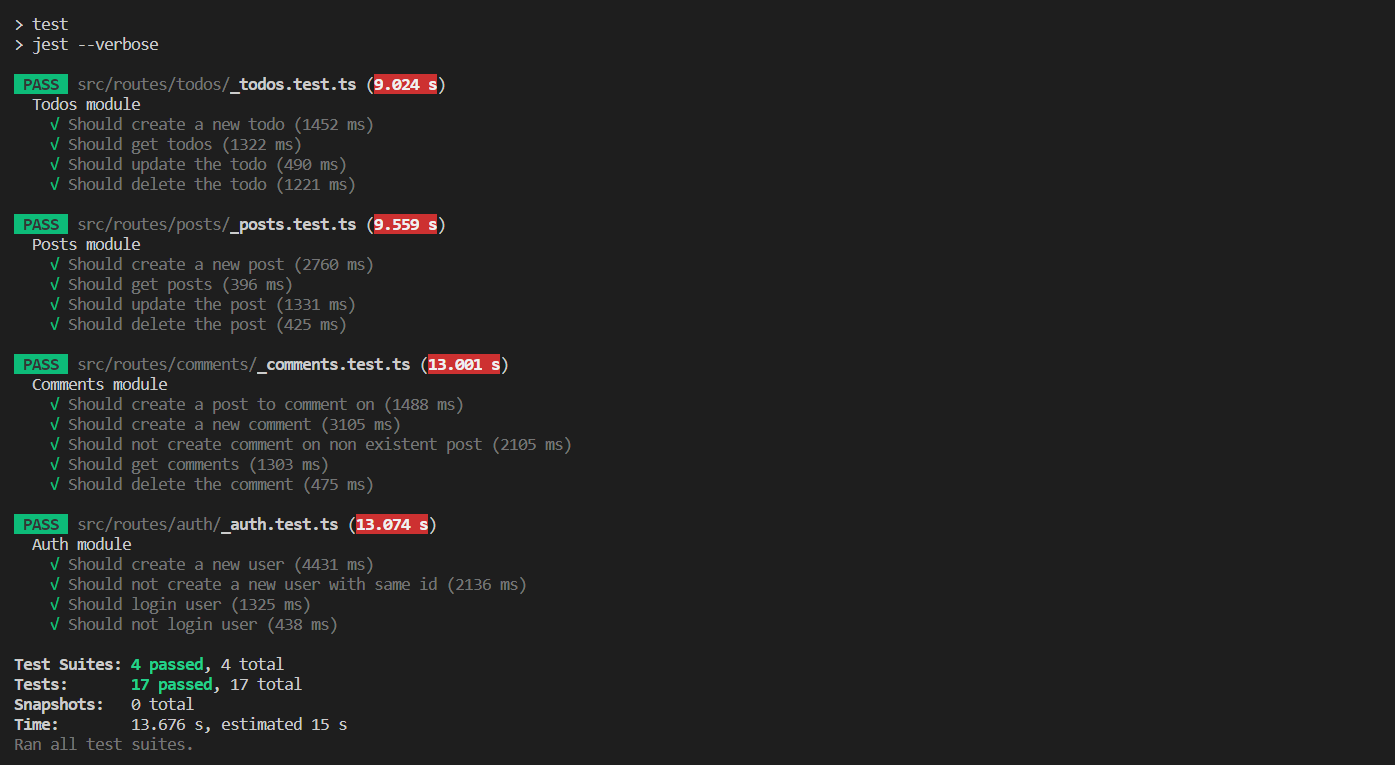 > test
> jest --verbose
PASS src/routes/todos/_todos.test.ts (9.024 s)
Todos module
√ Should create a new todo (1452 ms)
√ Should get todos (1322 ms)
√ Should update the todo (490 ms)
√ Should delete the todo (1221 ms)
PASS src/routes/posts/_posts.test.ts (9.559 s)
Posts module
√ Should create a new post (2760 ms)
√ Should get posts (396 ms)
√ Should update the post (1331 ms)
√ Should delete the post (425 ms)
PASS src/routes/comments/_comments.test.ts (13.001 s)
Comments module
√ Should create a post to comment on (1488 ms)
√ Should create a new comment (3105 ms)
√ Should not create comment on non existent post (2105 ms)
√ Should get comments (1303 ms)
√ Should delete the comment (475 ms)
PASS src/routes/auth/_auth.test.ts (13.074 s)
Auth module
√ Should create a new user (4431 ms)
√ Should not create a new user with same id (2136 ms)
√ Should login user (1325 ms)
√ Should not login user (438 ms)
Test Suites: 4 passed, 4 total
Tests: 17 passed, 17 total
Snapshots: 0 total
Time: 13.676 s, estimated 15 s
Ran all test suites.